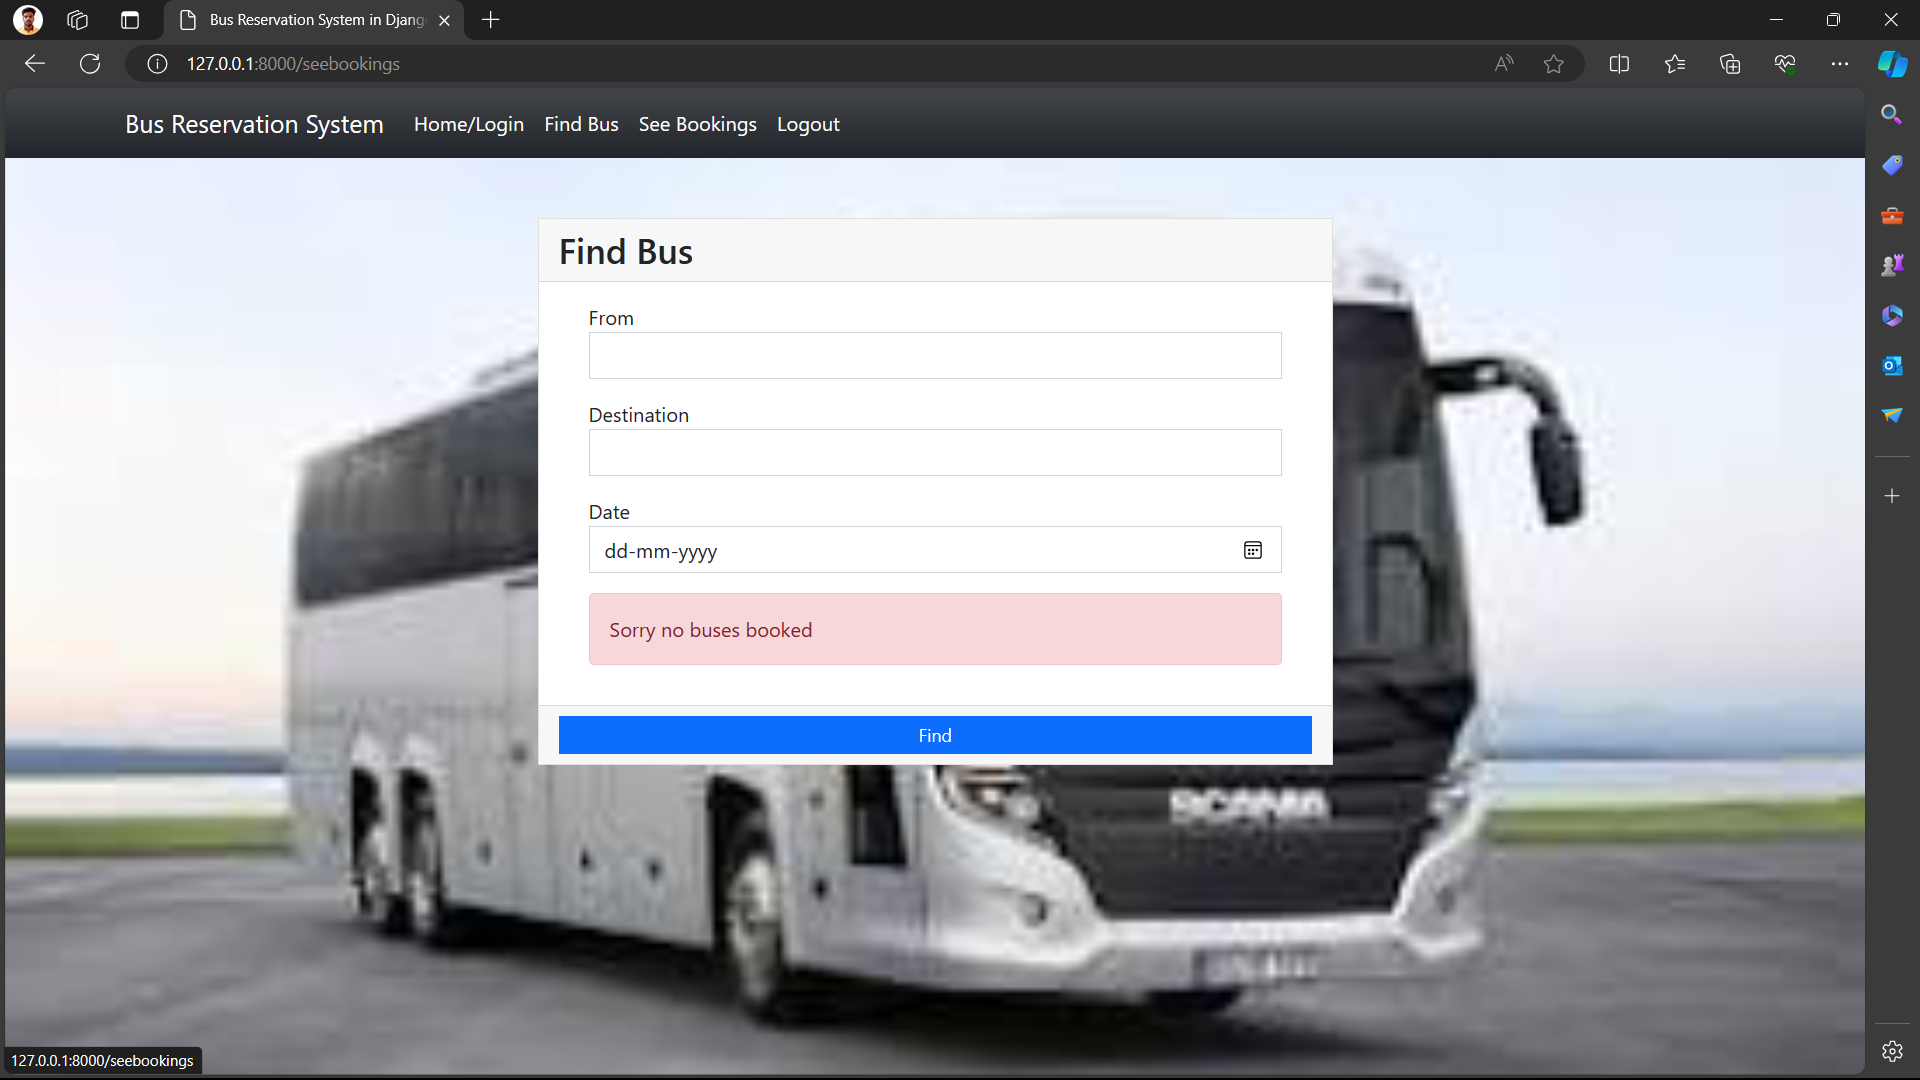 Bus Reservation System in Djang
127.0.0.1:8000/seebookings
Bus Reservation System Home/Login Find Bus See Bookings Logout
Find Bus
From
Destination
Date
dd-mm-yyyy
Sorry no buses booked
Find
SCANIA
127.0.0.1:8000/seebookings